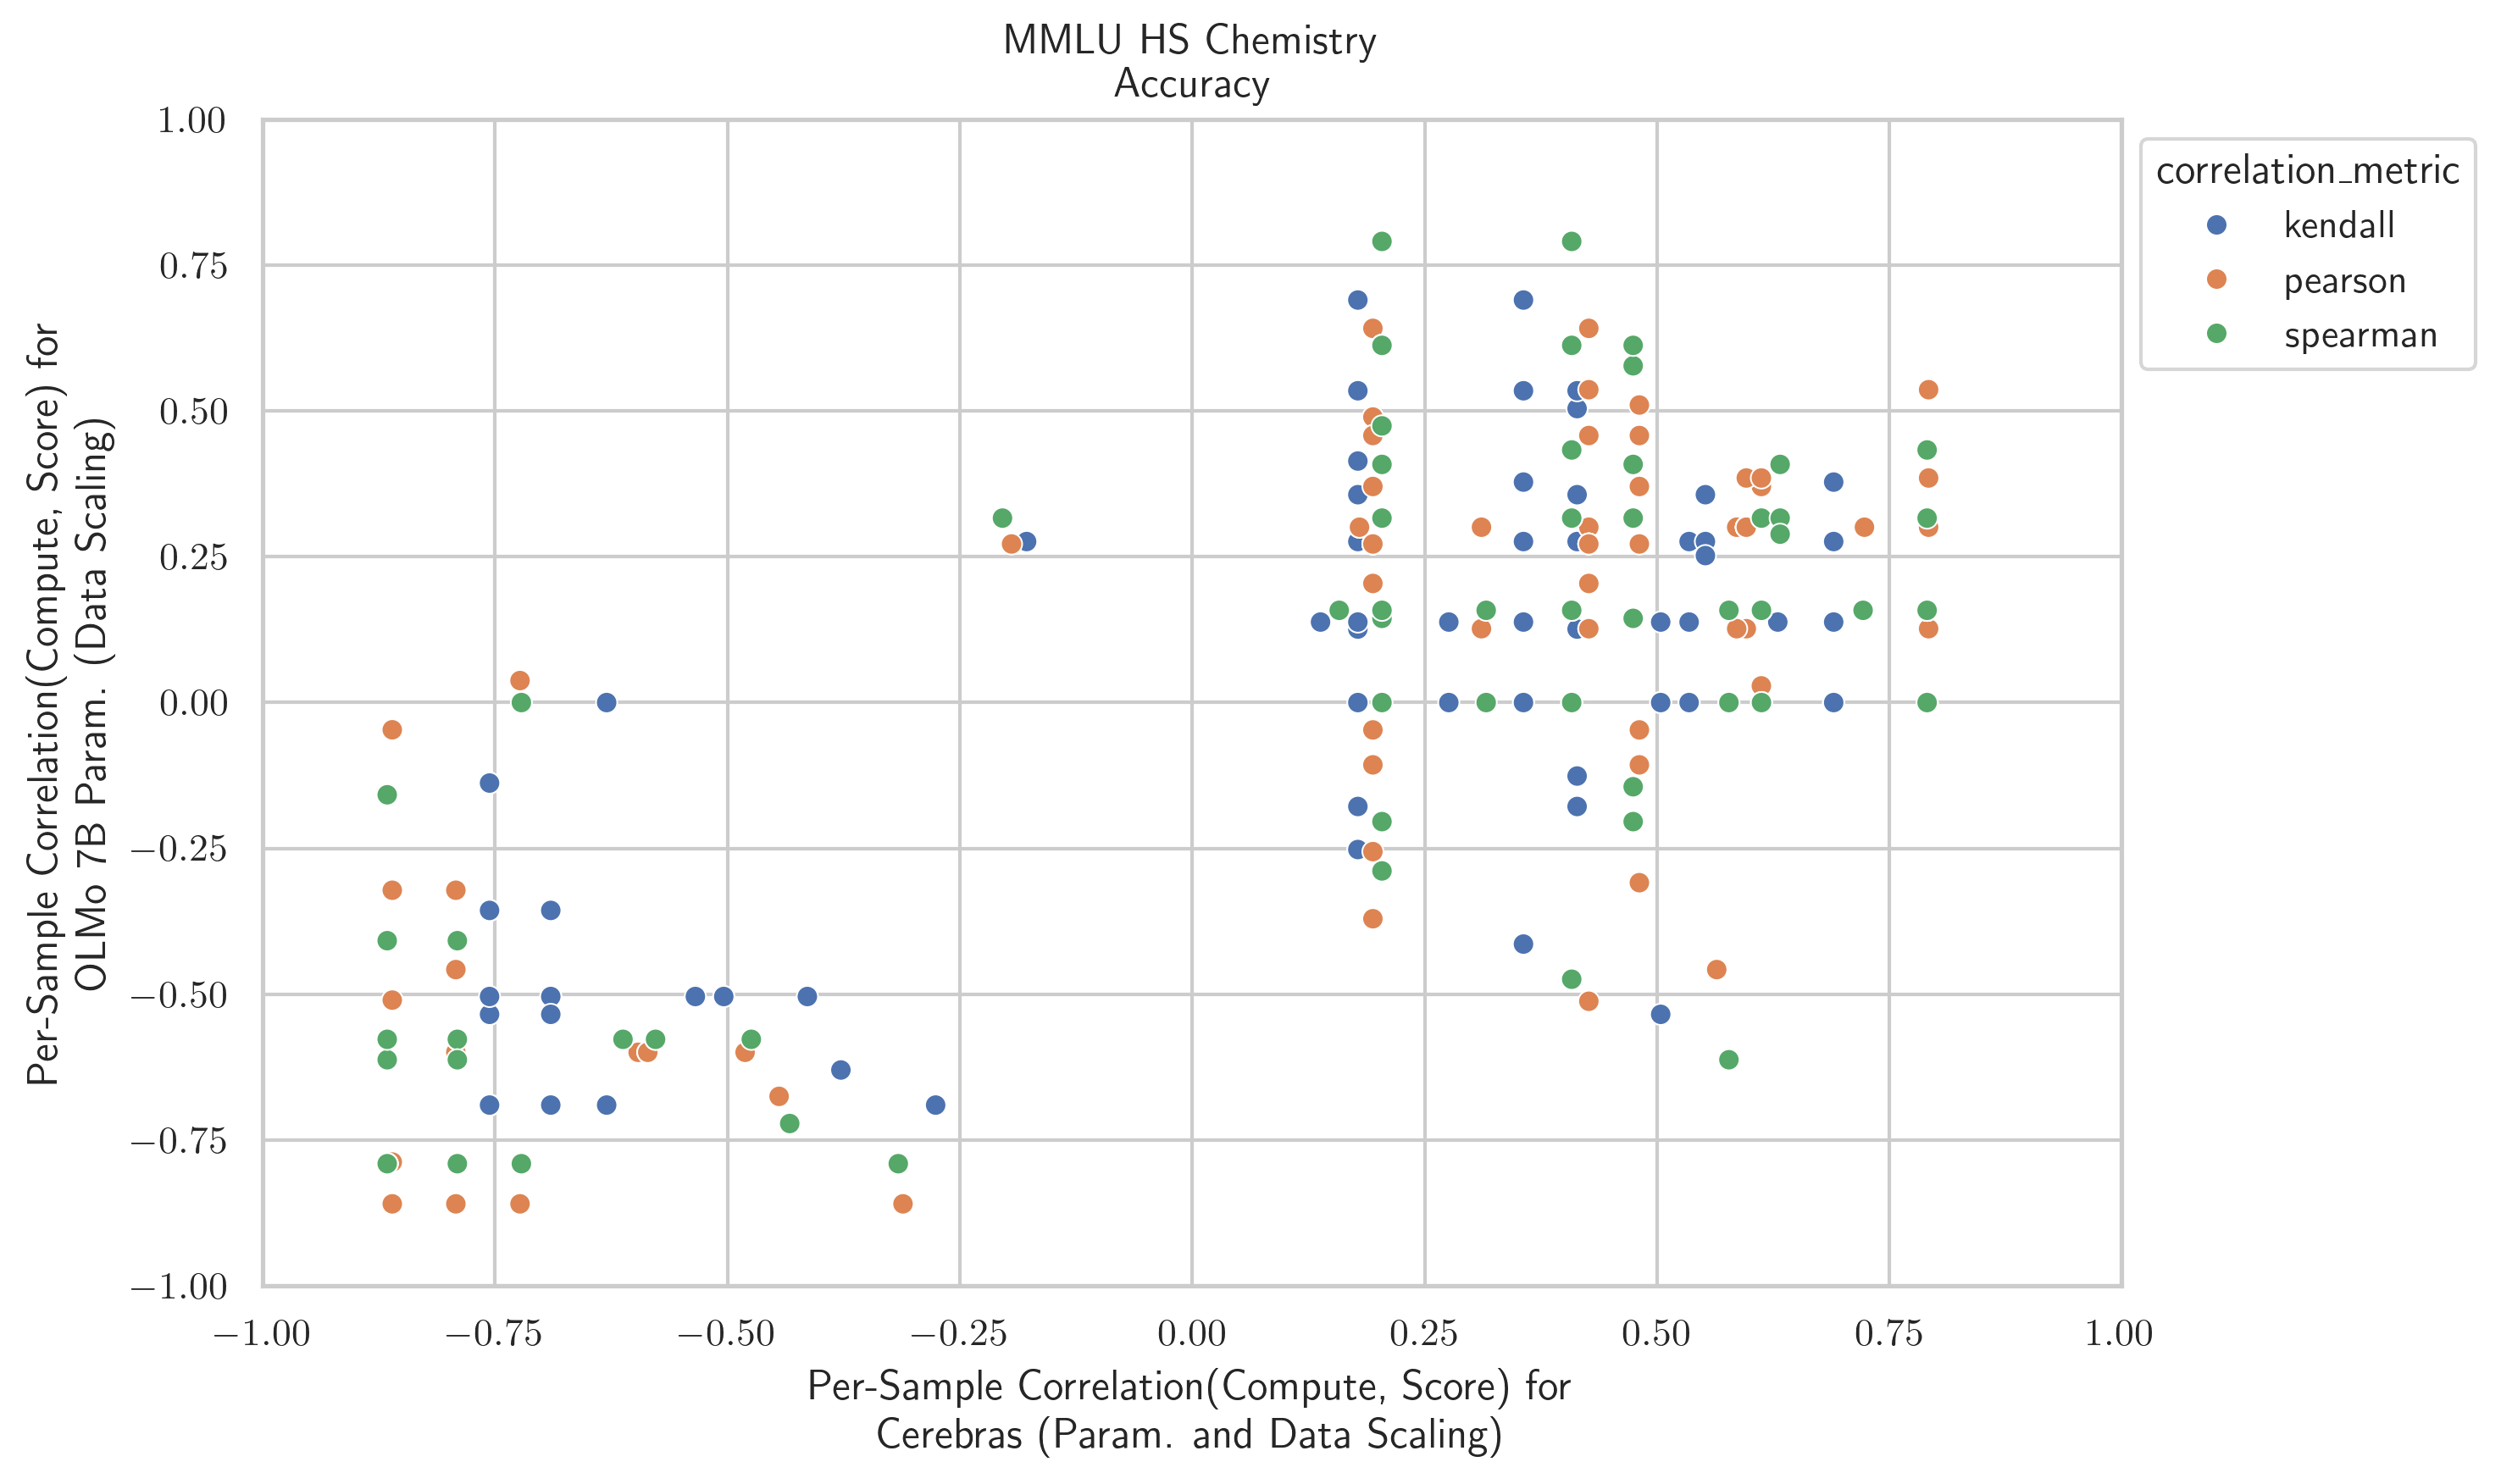 MMLU HS Chemistry
Accuracy
1.00
0.75
0.50
0.25
0.00
−0.25
−0.50
−0.75
−1.00
Per-Sample Correlation(Compute, Score) for
OLMo 7B Param. (Data Scaling)
correlation_metric
kendall
pearson
spearman
−1.00 −0.75 −0.50 −0.25 0.00 0.25 0.50 0.75 1.00
Per-Sample Correlation(Compute, Score) for
Cerebras (Param. and Data Scaling)